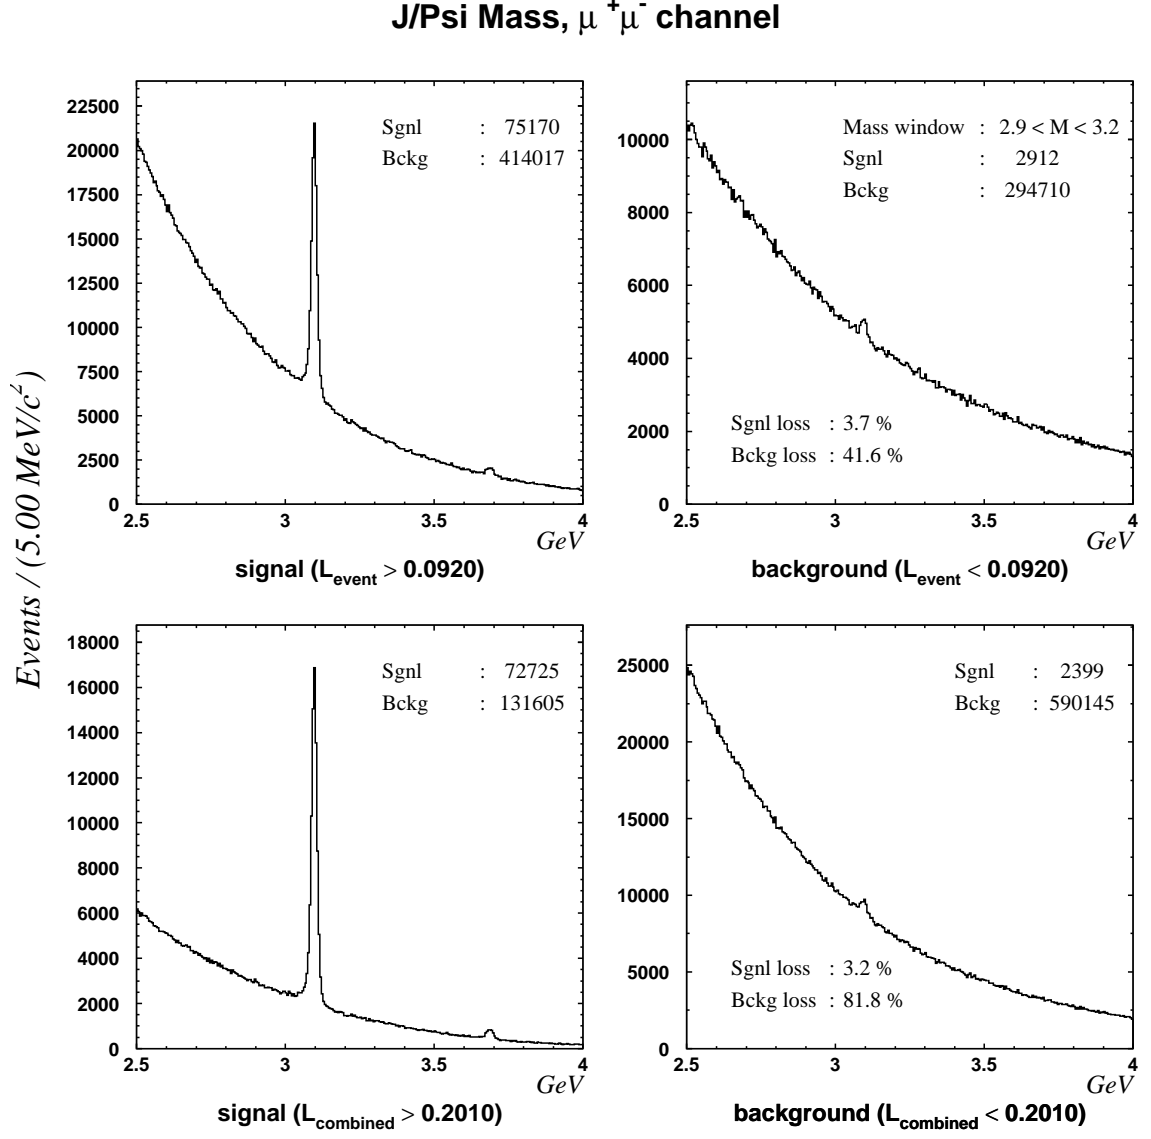 J/Psi Mass, μ⁺μ⁻ channel
Events / (5.00 MeV/c²)
22500
20000
17500
15000
12500
10000
7500
5000
2500
0
Sgnl : 75170
Bckg : 414017
2.5 3 3.5 4
GeV
signal (L_event > 0.0920)
10000
8000
6000
4000
2000
0
Mass window : 2.9 < M < 3.2
Sgnl : 2912
Bckg : 294710
Sgnl loss : 3.7 %
Bckg loss : 41.6 %
2.5 3 3.5 4
GeV
background (L_event < 0.0920)
18000
16000
14000
12000
10000
8000
6000
4000
2000
0
Sgnl : 72725
Bckg : 131605
2.5 3 3.5 4
GeV
signal (L_combined > 0.2010)
25000
20000
15000
10000
5000
0
Sgnl : 2399
Bckg : 590145
Sgnl loss : 3.2 %
Bckg loss : 81.8 %
2.5 3 3.5 4
GeV
background (L_combined < 0.2010)